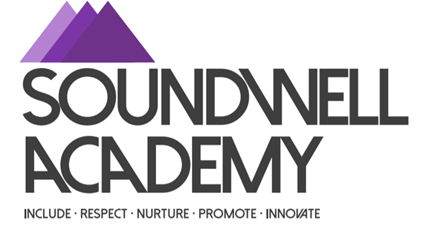 SOUNDWELL
ACADEMY
INCLUDE · RESPECT · NURTURE · PROMOTE · INNOVATE